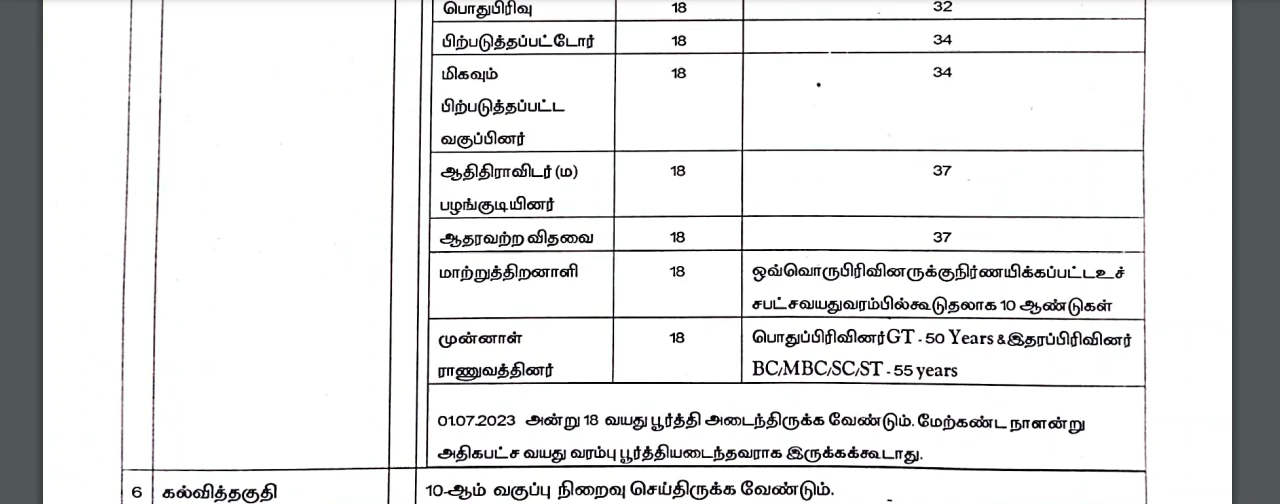 பொதுபிரிவு 18 32
பிற்படுத்தப்பட்டோர் 18 34
மிகவும் 18 34
பிற்படுத்தப்பட்ட
வகுப்பினர்
ஆதிதிராவிடர் (ம) 18 37
பழங்குடியினர்
ஆதரவற்ற விதவை 18 37
மாற்றுத்திறனாளி 18 ஒவ்வொருபிரிவினருக்குநிர்ணயிக்கப்பட்டஉச்
சபட்சவயதுவரம்பில்கூடுதலாக 10 ஆண்டுகள்
முன்னாள் 18 பொதுப்பிரிவினர் GT - 50 Years & இதரப்பிரிவினர்
ராணுவத்தினர் BC/MBC/SC/ST - 55 years
01.07.2023 அன்று 18 வயது பூர்த்தி அடைந்திருக்க வேண்டும். மேற்கண்ட நாளன்று
அதிகபட்ச வயது வரம்பு பூர்த்தியடைந்தவராக இருக்கக்கூடாது.
6 கல்வித்தகுதி 10-ஆம் வகுப்பு நிறைவு செய்திருக்க வேண்டும்.